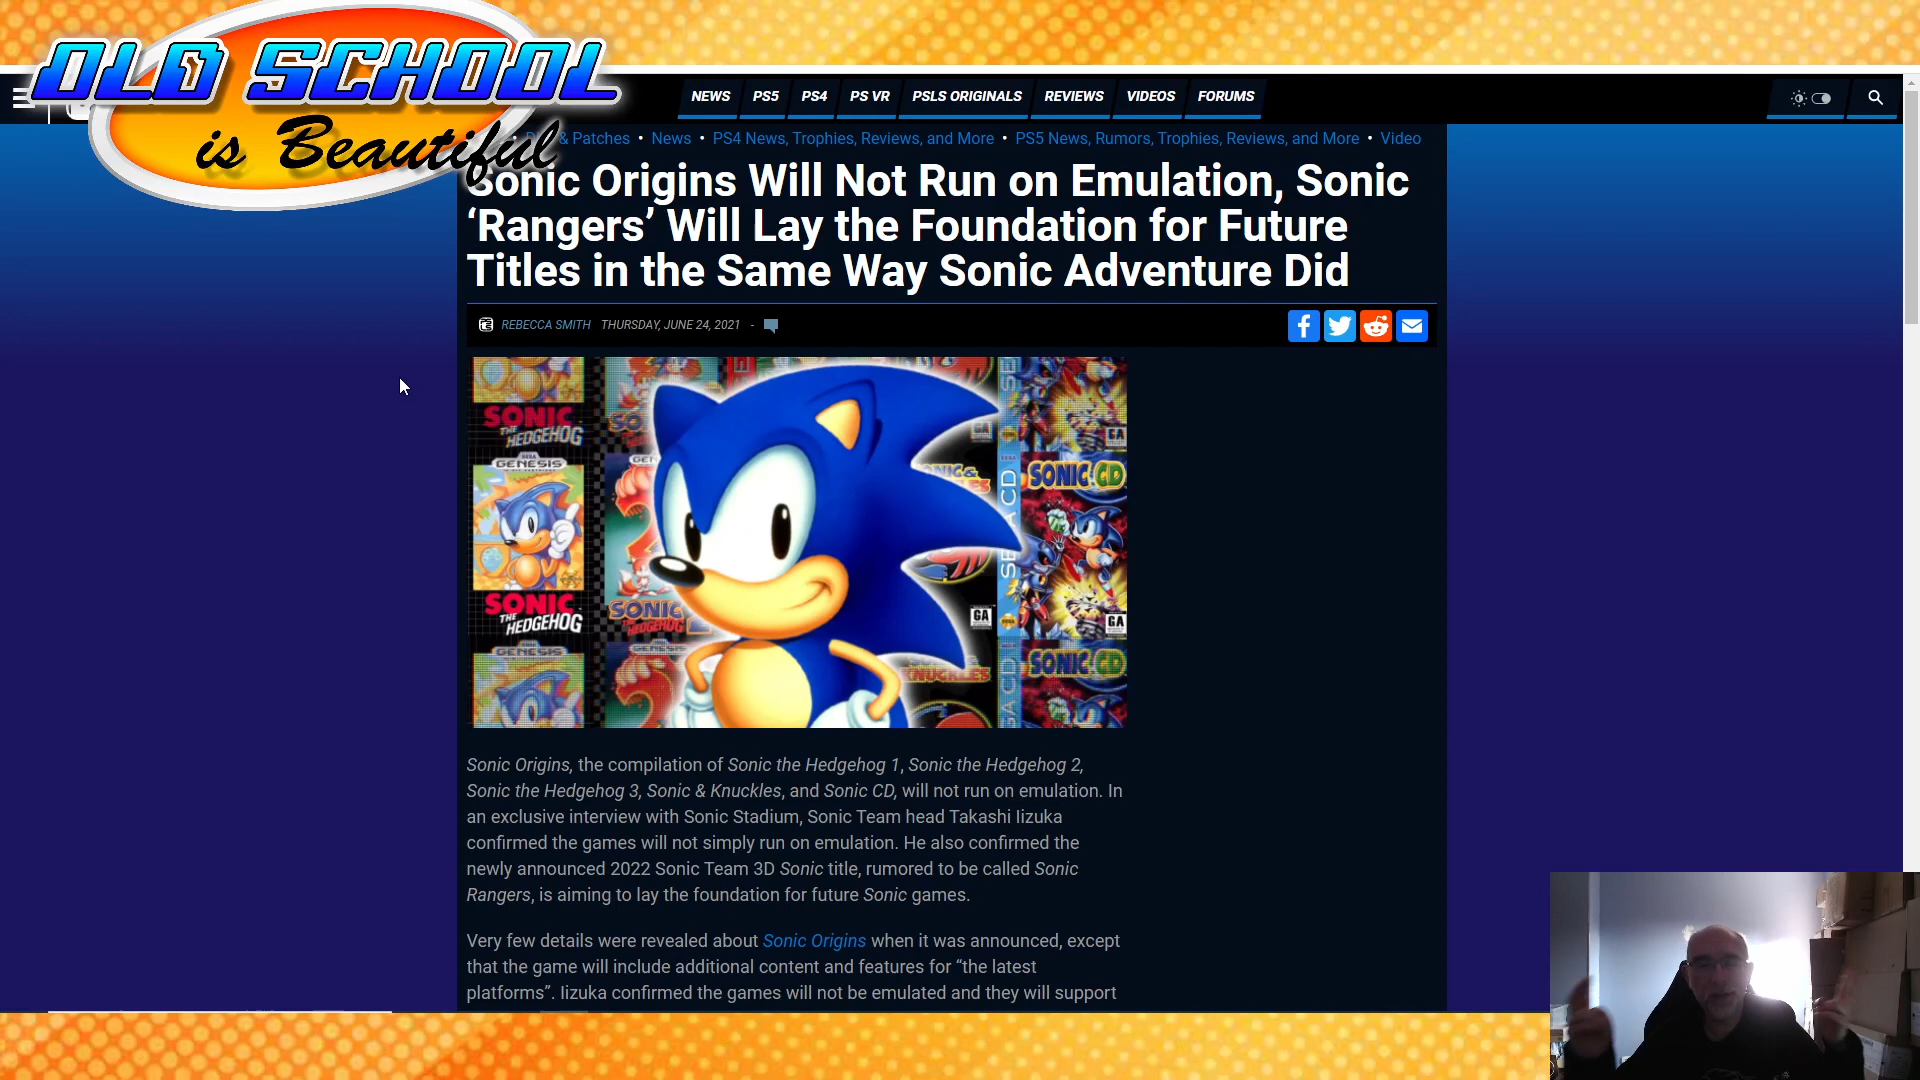 OLD SCHOOL
is Beautiful
NEWS PS5 PS4 PS VR PSLS ORIGINALS REVIEWS VIDEOS FORUMS
& Patches • News • PS4 News, Trophies, Reviews, and More • PS5 News, Rumors, Trophies, Reviews, and More • Video
Sonic Origins Will Not Run on Emulation, Sonic
‘Rangers’ Will Lay the Foundation for Future
Titles in the Same Way Sonic Adventure Did
REBECCA SMITH THURSDAY, JUNE 24, 2021 -
SONIC
THE HEDGEHOG
GENESIS
SONIC
THE HEDGEHOG
GENESIS
SONIC
HEDGEHOG
GENESIS
KNUCKLES
GA
SEGA CD
SONIC CD
GA
SONIC CD
Sonic Origins, the compilation of Sonic the Hedgehog 1, Sonic the Hedgehog 2,
Sonic the Hedgehog 3, Sonic & Knuckles, and Sonic CD, will not run on emulation. In
an exclusive interview with Sonic Stadium, Sonic Team head Takashi Iizuka
confirmed the games will not simply run on emulation. He also confirmed the
newly announced 2022 Sonic Team 3D Sonic title, rumored to be called Sonic
Rangers, is aiming to lay the foundation for future Sonic games.
Very few details were revealed about Sonic Origins when it was announced, except
that the game will include additional content and features for “the latest
platforms”. Iizuka confirmed the games will not be emulated and they will support